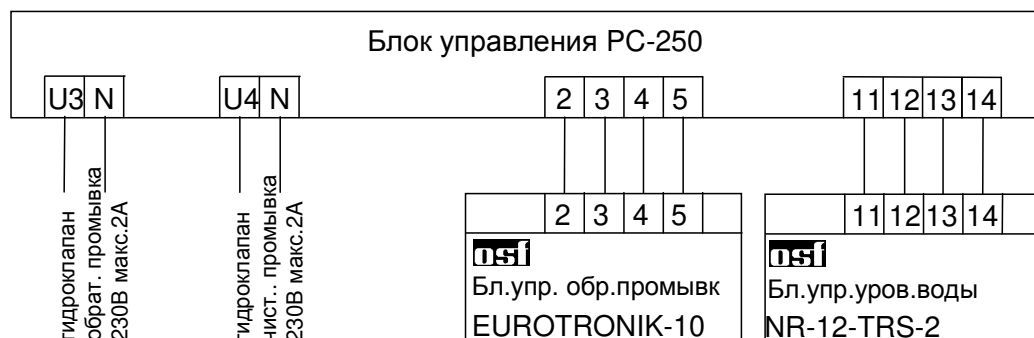 Блок управления PC-250
U3 N
U4 N
2 3 4 5
11 12 13 14
гидроклапан
обрат. промывка
230В макс.2А
гидроклапан
чист.. промывка
230В макс.2А
2 3 4 5
osf
Бл.упр. обр.промывк
EUROTRONIK-10
11 12 13 14
osf
Бл.упр.уров.воды
NR-12-TRS-2